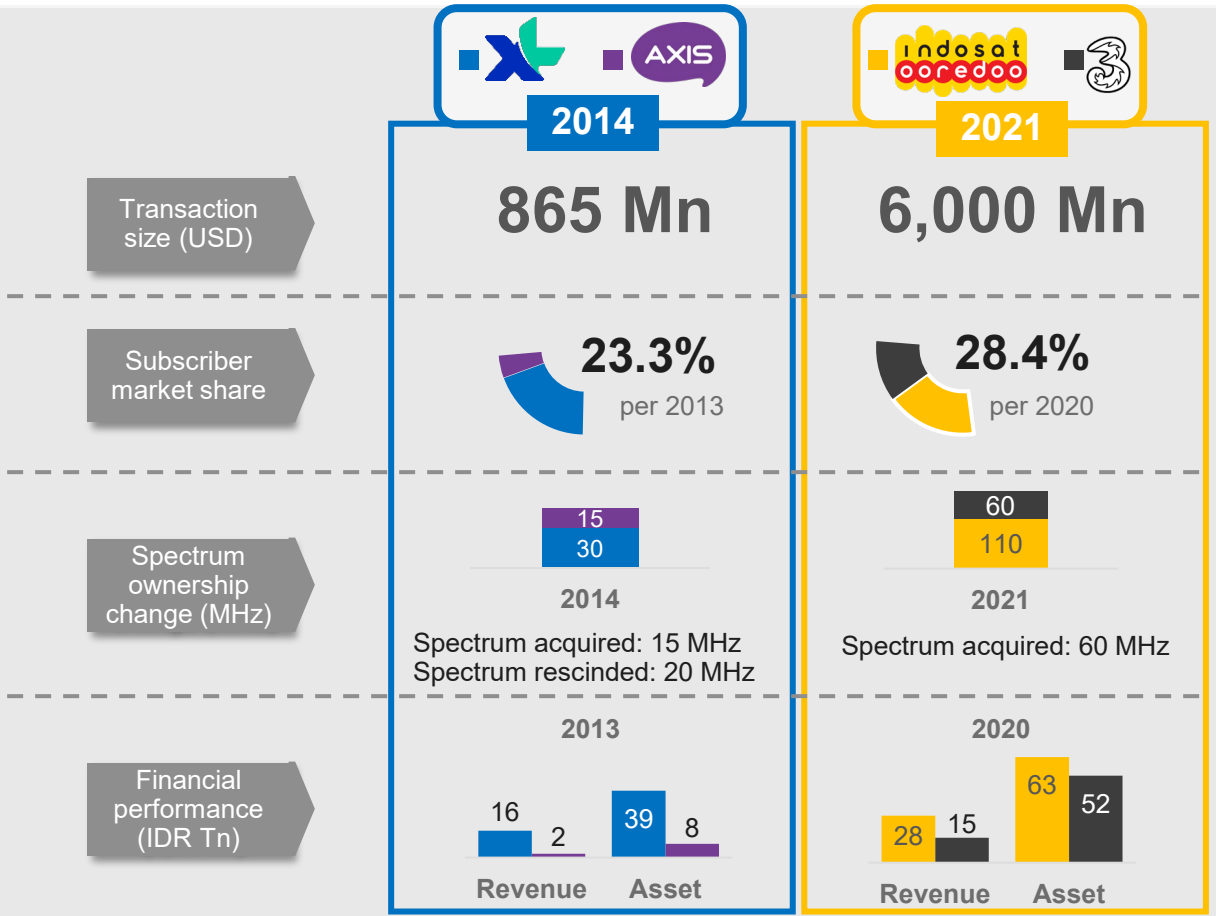 XL
AXIS
indosat
ooredoo
3
2014
2021
Transaction
size (USD)
865 Mn
6,000 Mn
Subscriber
market share
23.3%
per 2013
28.4%
per 2020
Spectrum
ownership
change (MHz)
15
30
2014
Spectrum acquired: 15 MHz
Spectrum rescinded: 20 MHz
60
110
2021
Spectrum acquired: 60 MHz
Financial
performance
(IDR Tn)
2013
16
2
39
8
Revenue
Asset
2020
28
15
63
52
Revenue
Asset